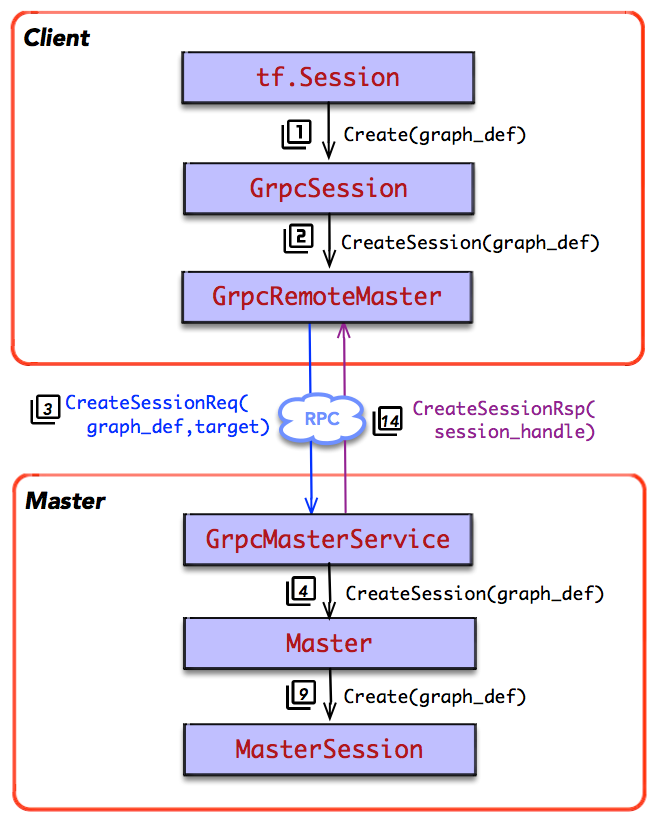 Client
tf.Session
1
Create(graph_def)
GrpcSession
2
CreateSession(graph_def)
GrpcRemoteMaster
3
CreateSessionReq(
graph_def,target)
RPC
14
CreateSessionRsp(
session_handle)
Master
GrpcMasterService
4
CreateSession(graph_def)
Master
9
Create(graph_def)
MasterSession